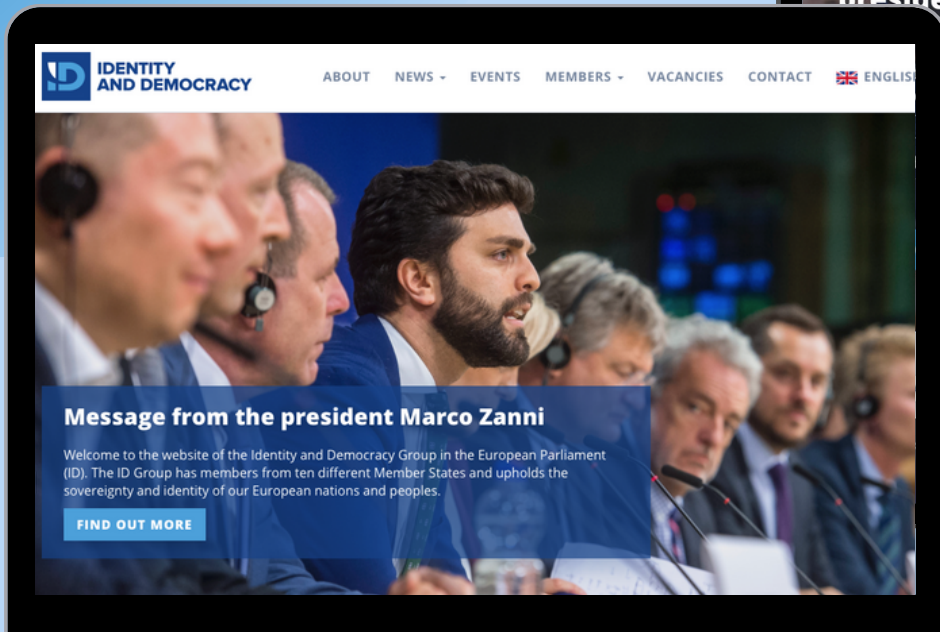 IDENTITY
AND DEMOCRACY
ABOUT NEWS EVENTS MEMBERS VACANCIES CONTACT
Message from the president Marco Zanni
Welcome to the website of the Identity and Democracy Group in the European Parliament
(ID). The ID Group has members from ten different Member States and upholds the
sovereignty and identity of our European nations and peoples.
FIND OUT MORE